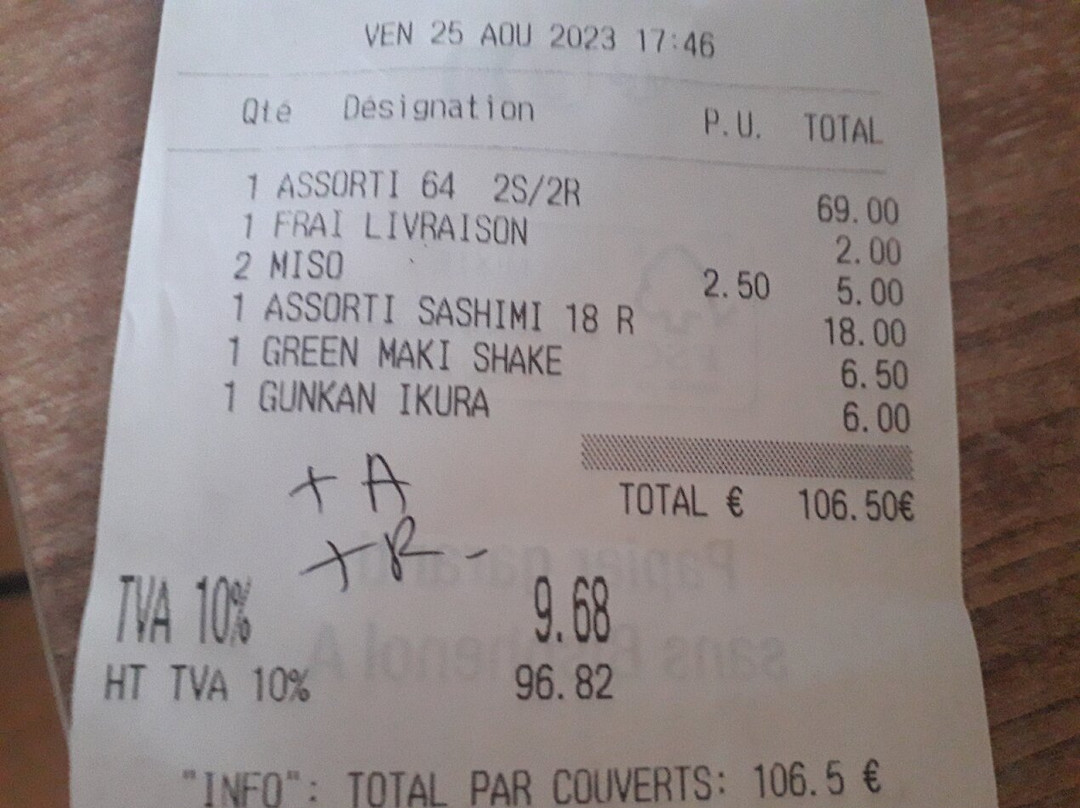 VEN 25 AOU 2023 17:46
Qté Désignation P.U. TOTAL
1 ASSORTI 64 2S/2R 69.00
1 FRAI LIVRAISON 2.00
2 MISO 2.50 5.00
1 ASSORTI SASHIMI 18 R 18.00
1 GREEN MAKI SHAKE 6.50
1 GUNKAN IKURA 6.00
TOTAL € 106.50€
+ A
+ R -
TVA 10% 9.68
HT TVA 10% 96.82
"INFO": TOTAL PAR COUVERTS: 106.5 €